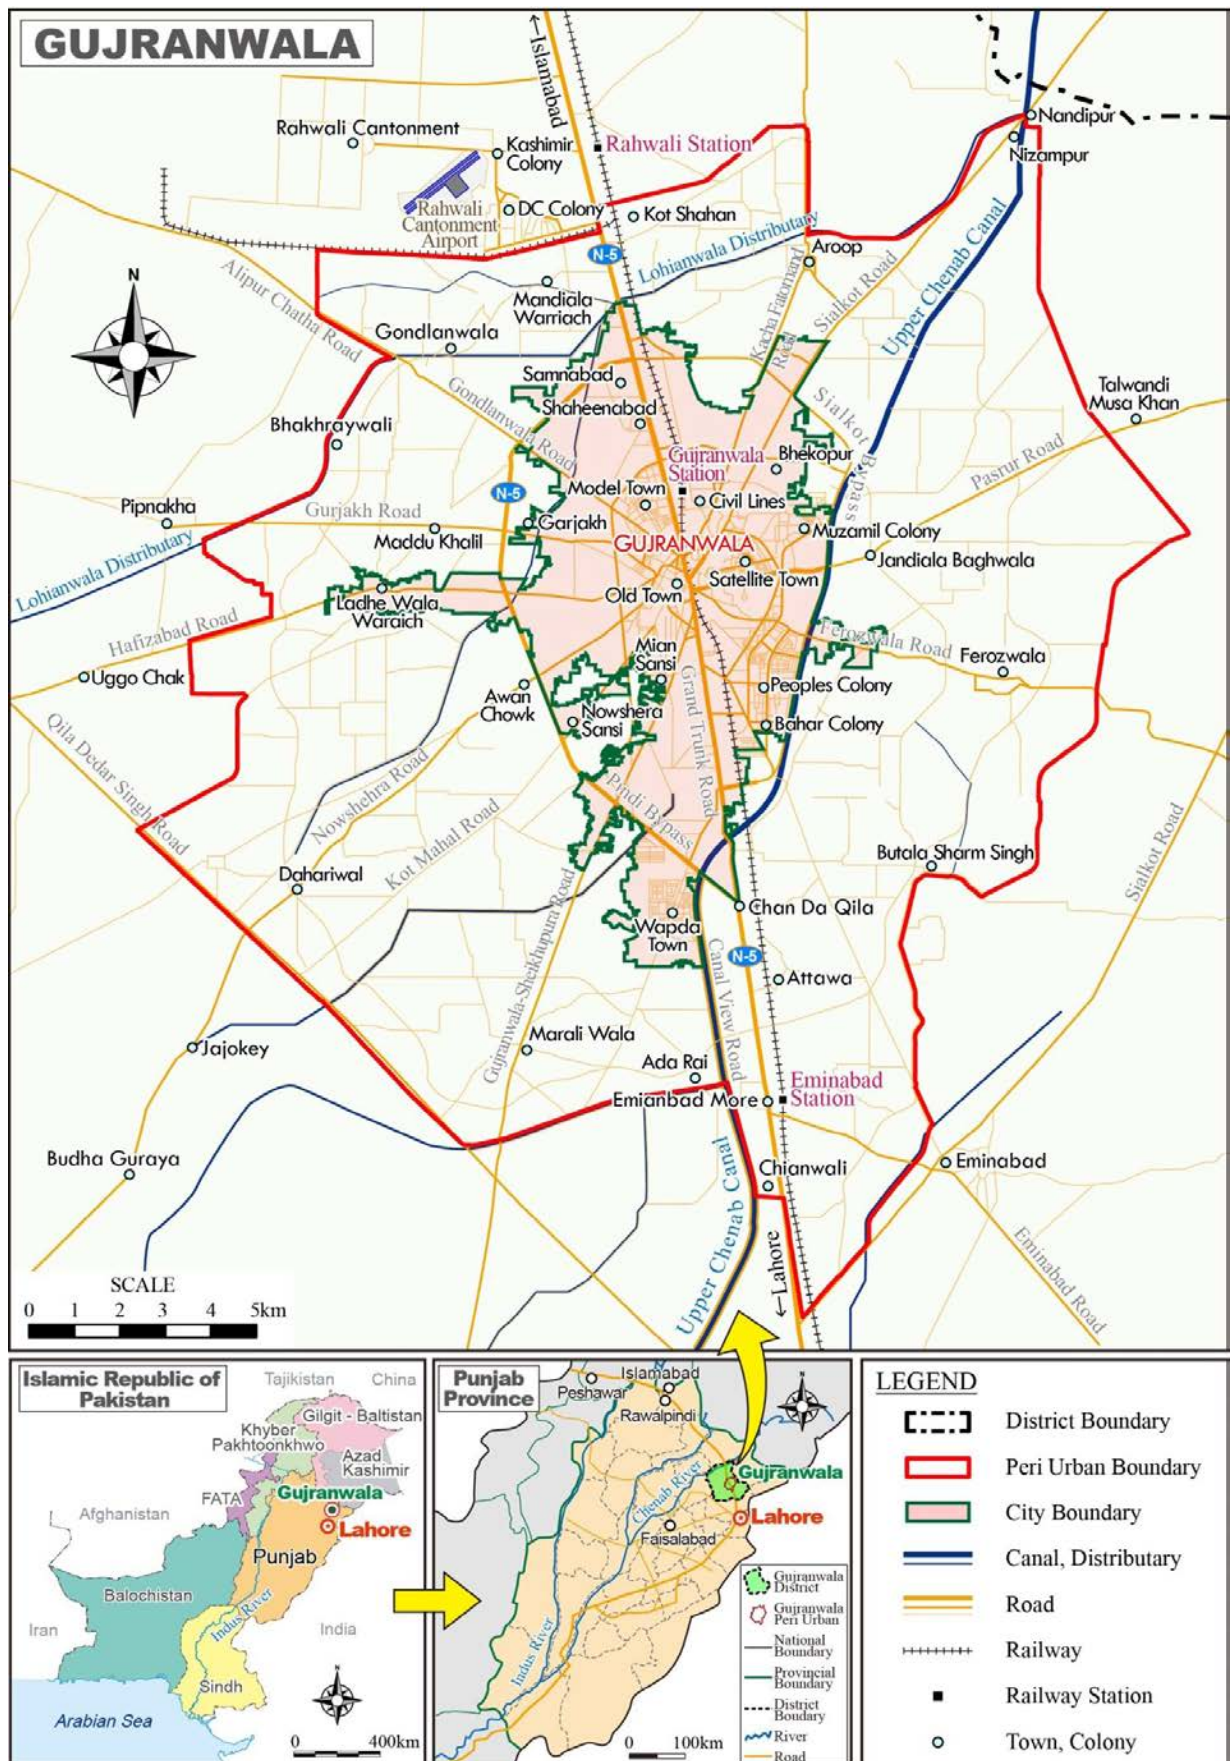 GUJRANWALA
←Islamabad
Nandipur
Rahwali Cantonment
Kashimir
Colony
Rahwali Station
Nizampur
Rahwali
Cantonment
Airport
DC Colony
Kot Shahan
Lohianwala Distributary
N-5
Aroop
Upper Chenab Canal
N
Alipur Chatha Road
Mandiala
Warriach
Kacha Fatomand
Road
Sialkot Road
Gondlanwala
Samnabad
Gondlanwala Road
Shaheenabad
Sialkot Bypass
Talwandi
Musa Khan
Bhakhraywali
Gujranwala
Station
Bhekopur
Pasrur Road
N-5
Model Town
Civil Lines
Pipnakha
Gurjakh Road
Maddu Khalil
Garjakh
Muzamil Colony
GUJRANWALA
Jandiala Baghwala
Lohianwala Distributary
Satellite Town
Old Town
Ladhe Wala
Waraich
Hafizabad Road
Ferozwala Road
Mian
Sansi
Ferozwala
Uggo Chak
Awan
Chowk
Nowshera
Sansi
Grand Trunk Road
Peoples Colony
Bahar Colony
Qila Dedar Singh Road
Nowshehra Road
Kot Mahal Road
Pindi Bypass
Sialkot Road
Butala Sharm Singh
Dahariwal
Gujranwala-Sheikhupura Road
Chan Da Qila
Wapda
Town
N-5
Canal View Road
Attawa
Jajokey
Marali Wala
Ada Rai
Emianbad More
Eminabad
Station
Budha Guraya
Upper Chenab Canal
Chianwali
Eminabad
←Lahore
Eminabad Road
SCALE
0 1 2 3 4 5km
Islamic Republic of
Pakistan
Tajikistan
China
Gilgit - Baltistan
Khyber
Pakhtoonkhwo
Azad
Kashimir
FATA
Gujranwala
Afghanistan
Lahore
Punjab
Balochistan
Indus River
Iran
India
Sindh
Arabian Sea
N
0 400km
Punjab
Province
Islamabad
Peshawar
Rawalpindi
N
Gujranwala
Chenab River
Lahore
Faisalabad
Indus River
Gujranwala
District
Gujranwala
Peri Urban
National
Boundary
Provincial
Boundary
District
Boundary
River
Road
0 100km
LEGEND
District Boundary
Peri Urban Boundary
City Boundary
Canal, Distributary
Road
Railway
Railway Station
Town, Colony